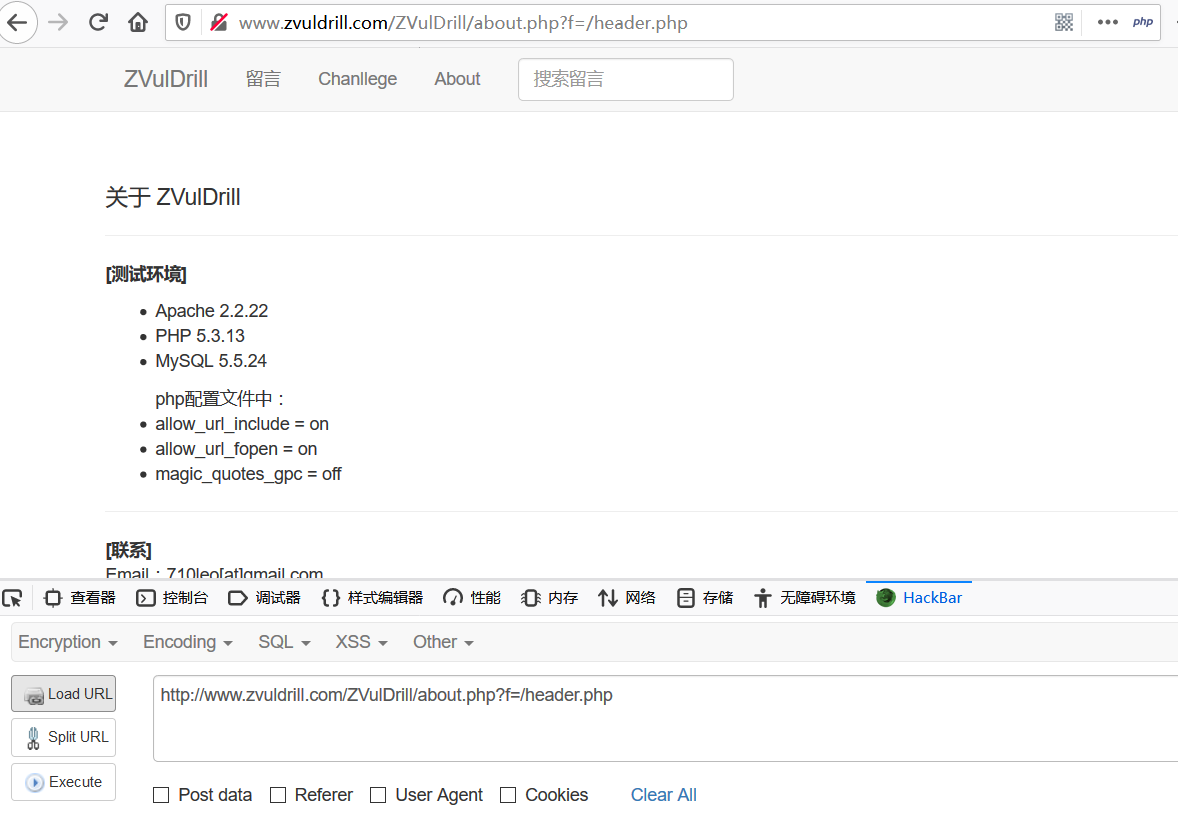 www.zvuldrill.com/ZVulDrill/about.php?f=/header.php
php
ZVulDrill 留言 Chanllege About 搜索留言
关于 ZVulDrill
[测试环境]
Apache 2.2.22
PHP 5.3.13
MySQL 5.5.24
php配置文件中：
allow_url_include = on
allow_url_fopen = on
magic_quotes_gpc = off
[联系]
Email：710leo[at]gmail.com
查看器 控制台 调试器 样式编辑器 性能 内存 网络 存储 无障碍环境 HackBar
Encryption Encoding SQL XSS Other
Load URL
http://www.zvuldrill.com/ZVulDrill/about.php?f=/header.php
Split URL
Execute
Post data Referer User Agent Cookies Clear All